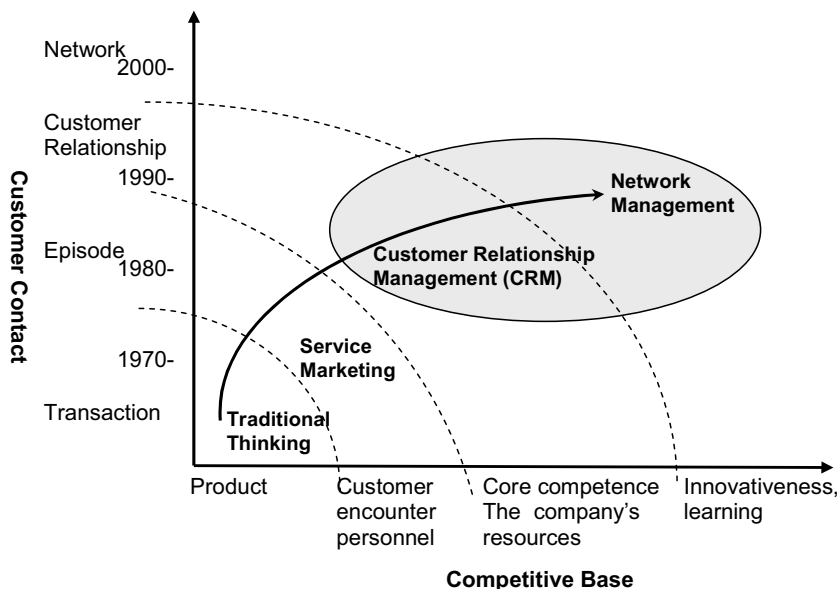 Network
2000-
Customer
Relationship
1990-
Episode
1980-
1970-
Transaction
Customer Contact
Network
Management
Customer Relationship
Management (CRM)
Service
Marketing
Traditional
Thinking
Product
Customer
encounter
personnel
Core competence
The company's
resources
Innovativeness,
learning
Competitive Base